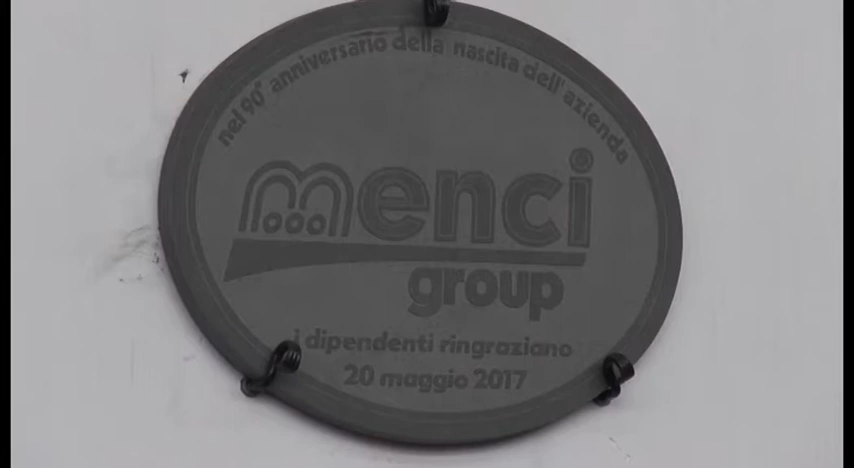 nel 90° anniversario della nascita dell'azienda
menci
group
i dipendenti ringraziano
20 maggio 2017